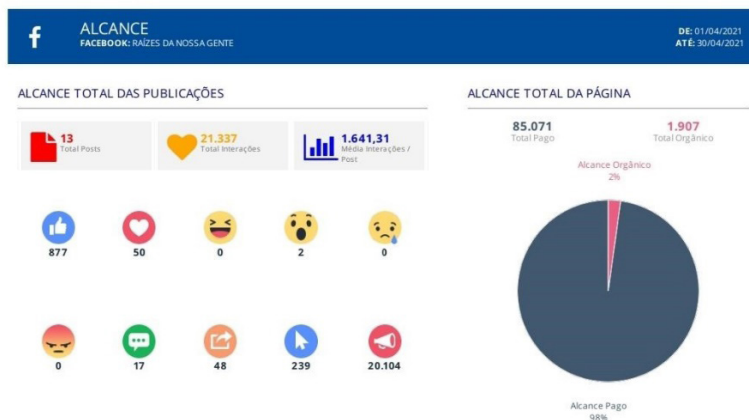 f
ALCANCE
FACEBOOK: RAÍZES DA NOSSA GENTE
DE: 01/04/2021
ATÉ: 30/04/2021
ALCANCE TOTAL DAS PUBLICAÇÕES
13
Total Posts
21.337
Total Interações
1.641,31
Média Interações /
Post
877
50
0
2
0
0
17
48
239
20.104
ALCANCE TOTAL DA PÁGINA
85.071
Total Pago
1.907
Total Orgânico
Alcance Orgânico
2%
Alcance Pago
98%